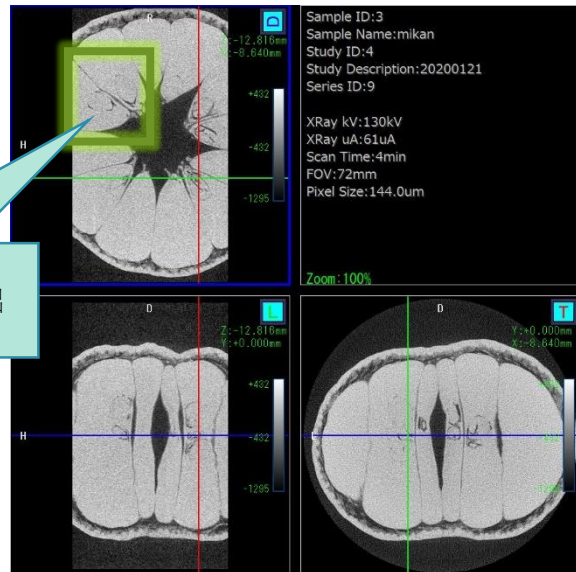 R
D
X:-12.816mm
Y:-8.640mm
+432
-432
-1295
H
Sample ID:3
Sample Name:mikan
Study ID:4
Study Description:20200121
Series ID:9
XRay kV:130kV
XRay uA:61uA
Scan Time:4min
FOV:72mm
Pixel Size:144.0um
Zoom:100%
D
L
Z:-12.816mm
Y:+0.000mm
+432
-432
-1295
H
D
T
Y:+0.000mm
X:-8.640mm
-1295